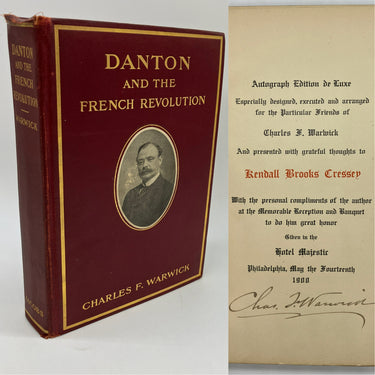 DANTON
AND THE
FRENCH
REVOLUTION
WARWICK
JACOBS
DANTON
AND THE
FRENCH REVOLUTION
CHARLES F. WARWICK
Autograph Edition de Luxe
Especially designed, executed and arranged
for the Particular Friends of
Charles F. Warwick
And presented with grateful thoughts to
Kendall Brooks Cressey
With the personal compliments of the author
at the Memorable Reception and Banquet
to do him great honor
Given in the
Hotel Majestic
Philadelphia, May the Fourteenth
1908
Chas. F. Warwick